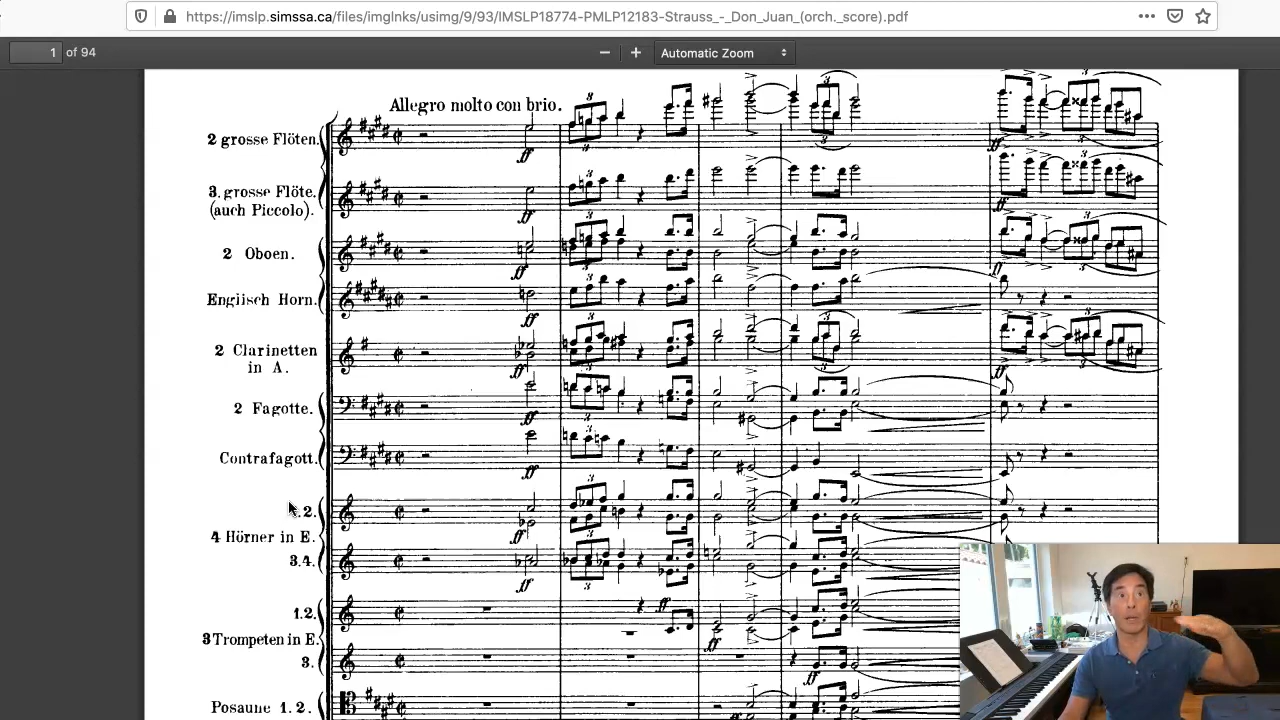 https://imslp.simssa.ca/files/imglnks/usimg/9/93/IMSLP18774-PMLP12183-Strauss_-_Don_Juan_(orch._score).pdf
1 of 94
Automatic Zoom
Allegro molto con brio.
2 grosse Flöten.
3. grosse Flöte.
(auch Piccolo).
2 Oboen.
Englisch Horn.
2 Clarinetten
in A.
2 Fagotte.
Contrafagott.
.2.
4 Hörner in E.
3.4.
1.2.
3 Trompeten in E.
3.
Posaune 1. 2.